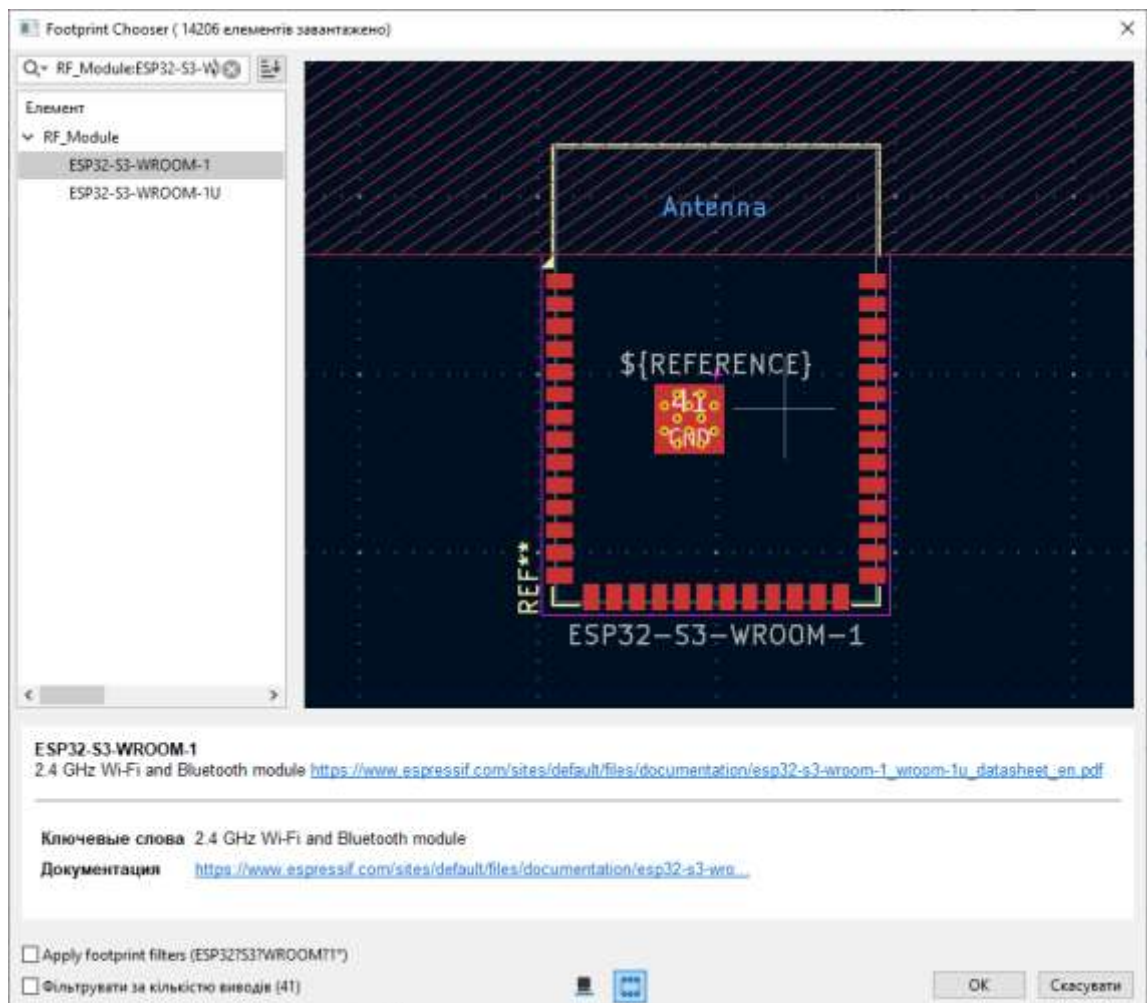 Footprint Chooser ( 14206 елементів завантажено)
RF_Module:ESP32-S3-W
Елемент
RF_Module
ESP32-S3-WROOM-1
ESP32-S3-WROOM-1U
Antenna
${REFERENCE}
41
GND
REF**
ESP32-S3-WROOM-1
ESP32-S3-WROOM-1
2.4 GHz Wi-Fi and Bluetooth module https://www.espressif.com/sites/default/files/documentation/esp32-s3-wroom-1_wroom-1u_datasheet_en.pdf
Ключевые слова 2.4 GHz Wi-Fi and Bluetooth module
Документация https://www.espressif.com/sites/default/files/documentation/esp32-s3-wro...
Apply footprint filters (ESP32?S3?WROOM?1*)
Фільтрувати за кількістю виводів (41)
OK Скасувати